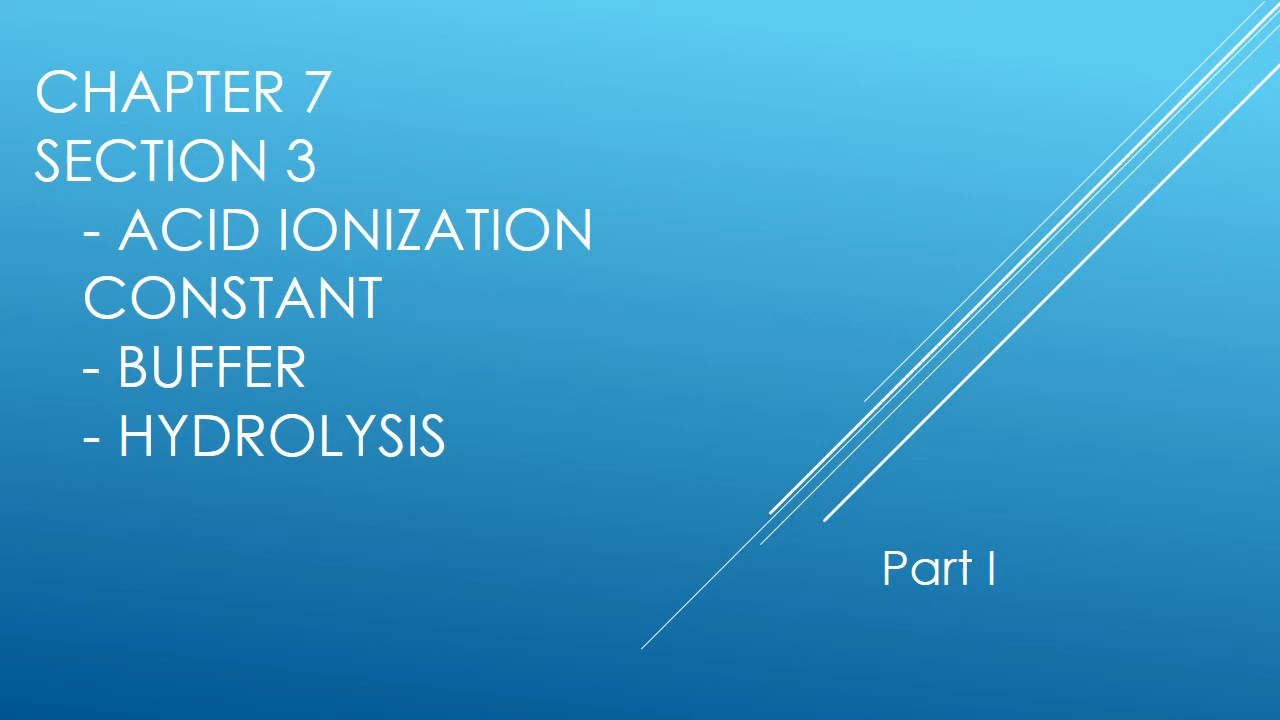 CHAPTER 7
SECTION 3
- ACID IONIZATION
CONSTANT
- BUFFER
- HYDROLYSIS
Part I